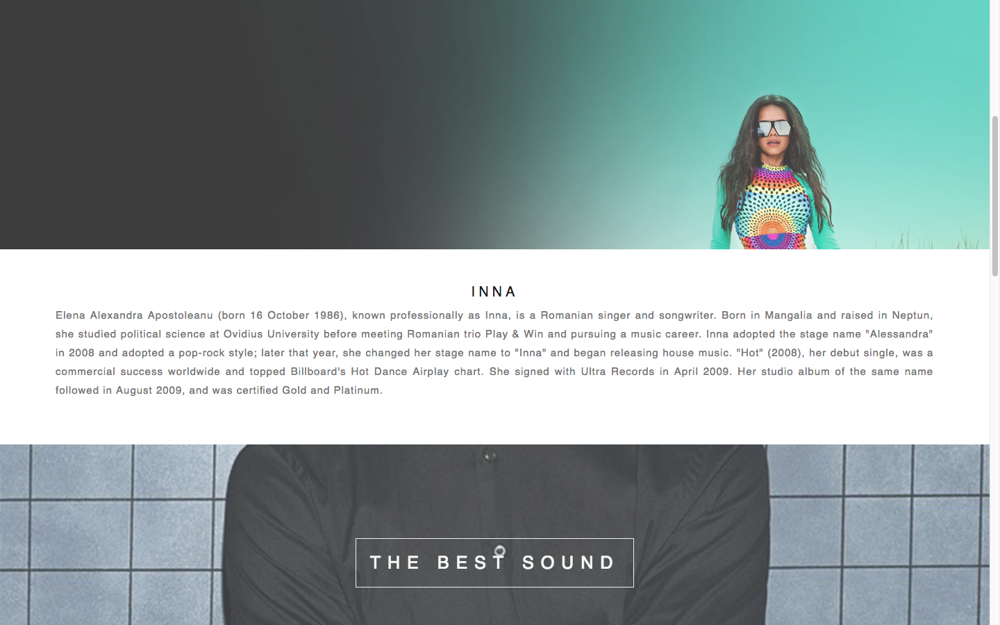 INNA
Elena Alexandra Apostoleanu (born 16 October 1986), known professionally as Inna, is a Romanian singer and songwriter. Born in Mangalia and raised in Neptun,
she studied political science at Ovidius University before meeting Romanian trio Play & Win and pursuing a music career. Inna adopted the stage name "Alessandra"
in 2008 and adopted a pop-rock style; later that year, she changed her stage name to "Inna" and began releasing house music. "Hot" (2008), her debut single, was a
commercial success worldwide and topped Billboard's Hot Dance Airplay chart. She signed with Ultra Records in April 2009. Her studio album of the same name
followed in August 2009, and was certified Gold and Platinum.
THE BEST SOUND